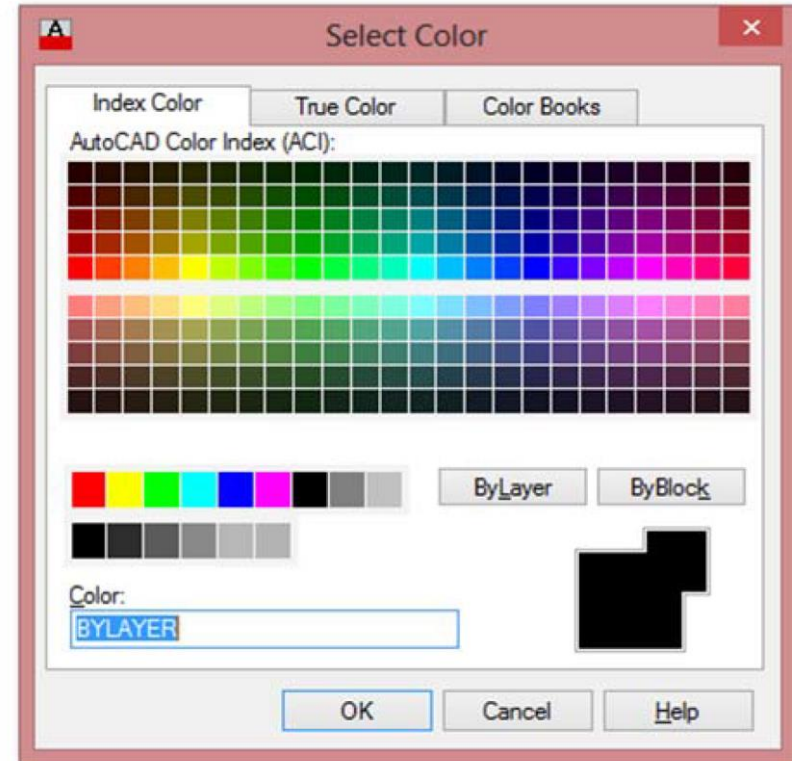 A
Select Color
Index Color
True Color
Color Books
AutoCAD Color Index (ACI):
ByLayer
ByBlock
Color:
BYLAYER
OK
Cancel
Help